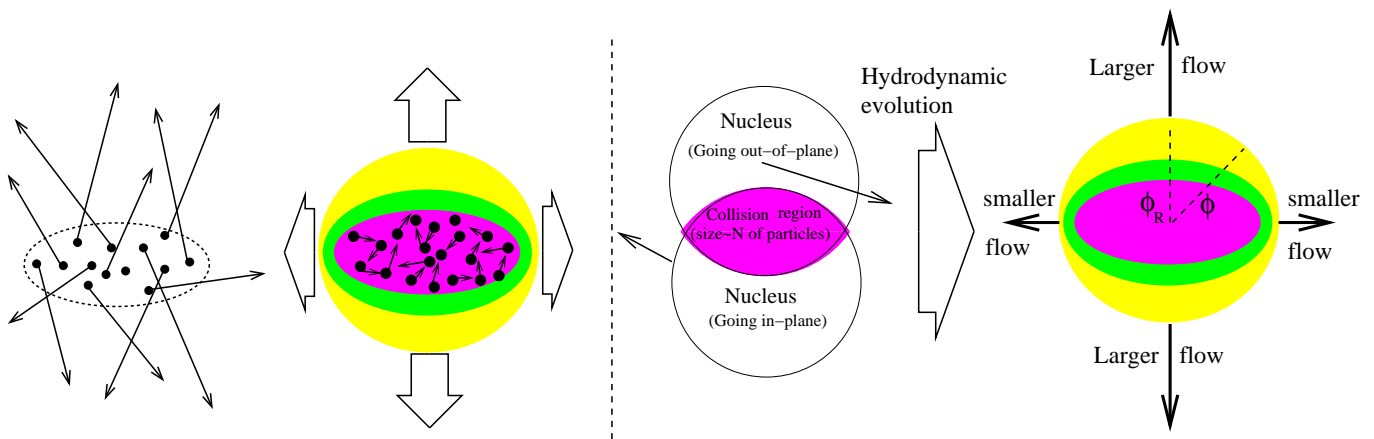 Nucleus
(Going out−of−plane)
Collision region
(size~N of particles)
Nucleus
(Going in−plane)
Hydrodynamic
evolution
Larger flow
smaller
flow
ϕR ϕ
smaller
flow
Larger flow